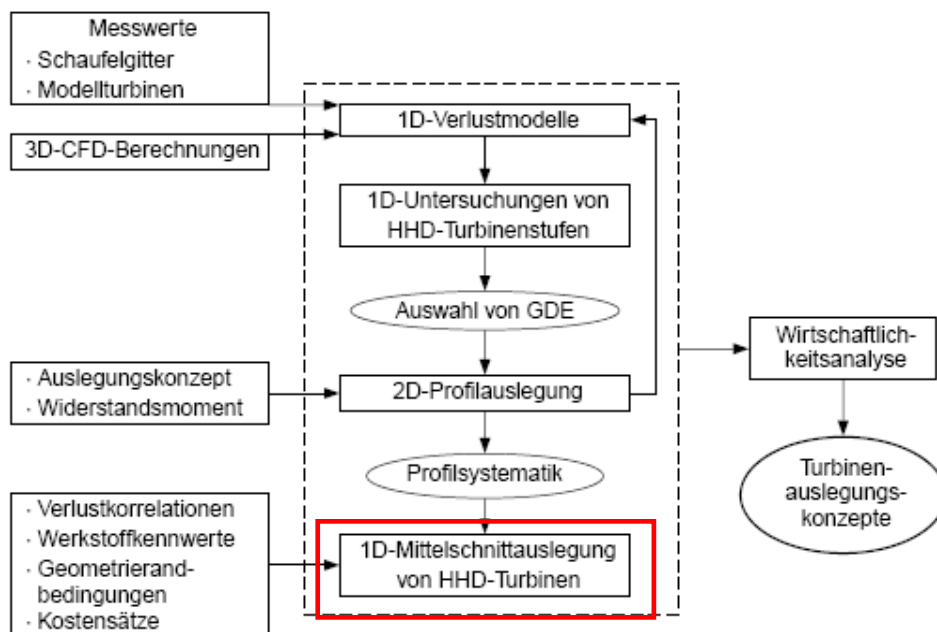 Messwerte
· Schaufelgitter
· Modellturbinen
3D-CFD-Berechnungen
1D-Verlustmodelle
1D-Untersuchungen von
HHD-Turbinenstufen
Auswahl von GDE
· Auslegungskonzept
· Widerstandsmoment
2D-Profilauslegung
Profilsystematik
· Verlustkorrelationen
· Werkstoffkennwerte
· Geometrierand-
bedingungen
· Kostensätze
1D-Mittelschnittauslegung
von HHD-Turbinen
Wirtschaftlich-
keitsanalyse
Turbinen-
auslegungs-
konzepte